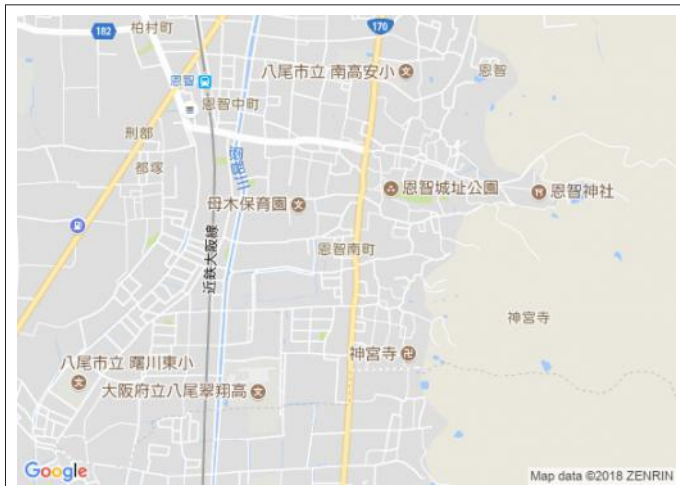 柏村町
182
170
恩智
八尾市立 南高安小
恩智
恩智中町
刑部
都塚
恩智川
母木保育園
恩智城址公園
恩智神社
近鉄大阪線
恩智南町
神宮寺
八尾市立 曙川東小
神宮寺
大阪府立八尾翠翔高
Google
Map data ©2018 ZENRIN